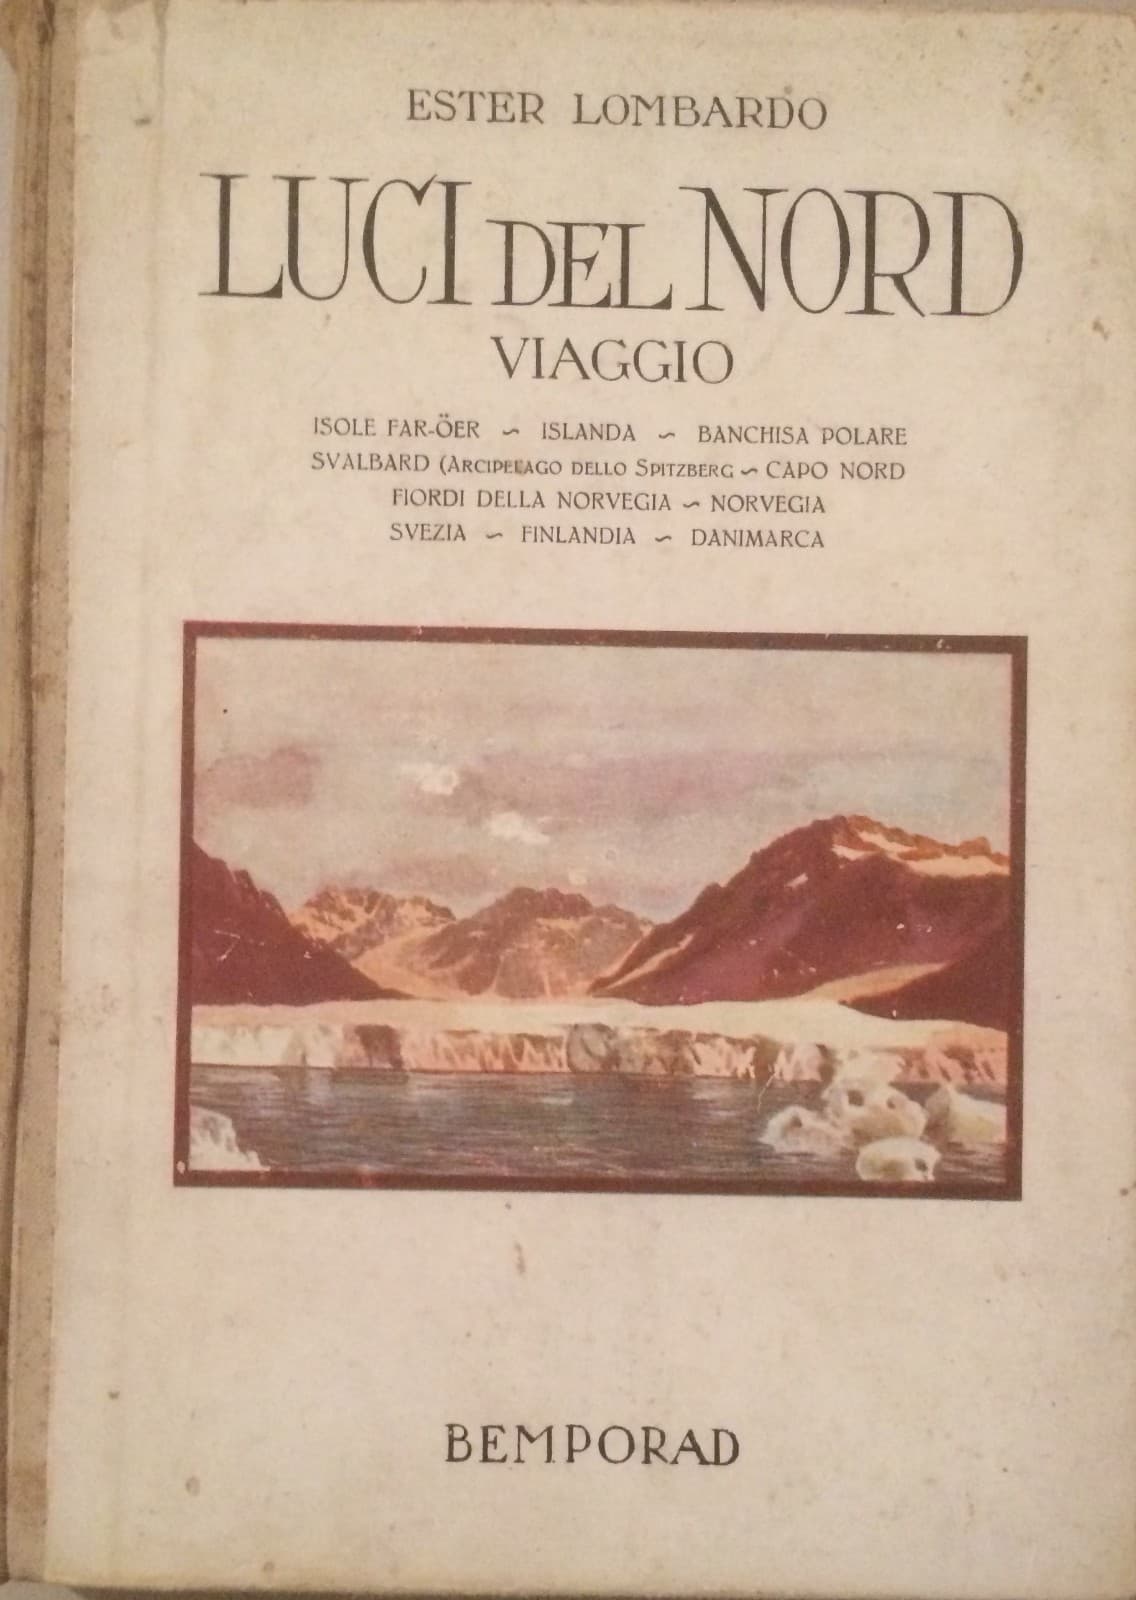 ESTER LOMBARDO
LUCI DEL NORD
VIAGGIO
ISOLE FAR-ÖER ~ ISLANDA ~ BANCHISA POLARE
SVALBARD (ARCIPELAGO DELLO SPITZBERG ~ CAPO NORD
FIORDI DELLA NORVEGIA ~ NORVEGIA
SVEZIA ~ FINLANDIA ~ DANIMARCA
BEMPORAD